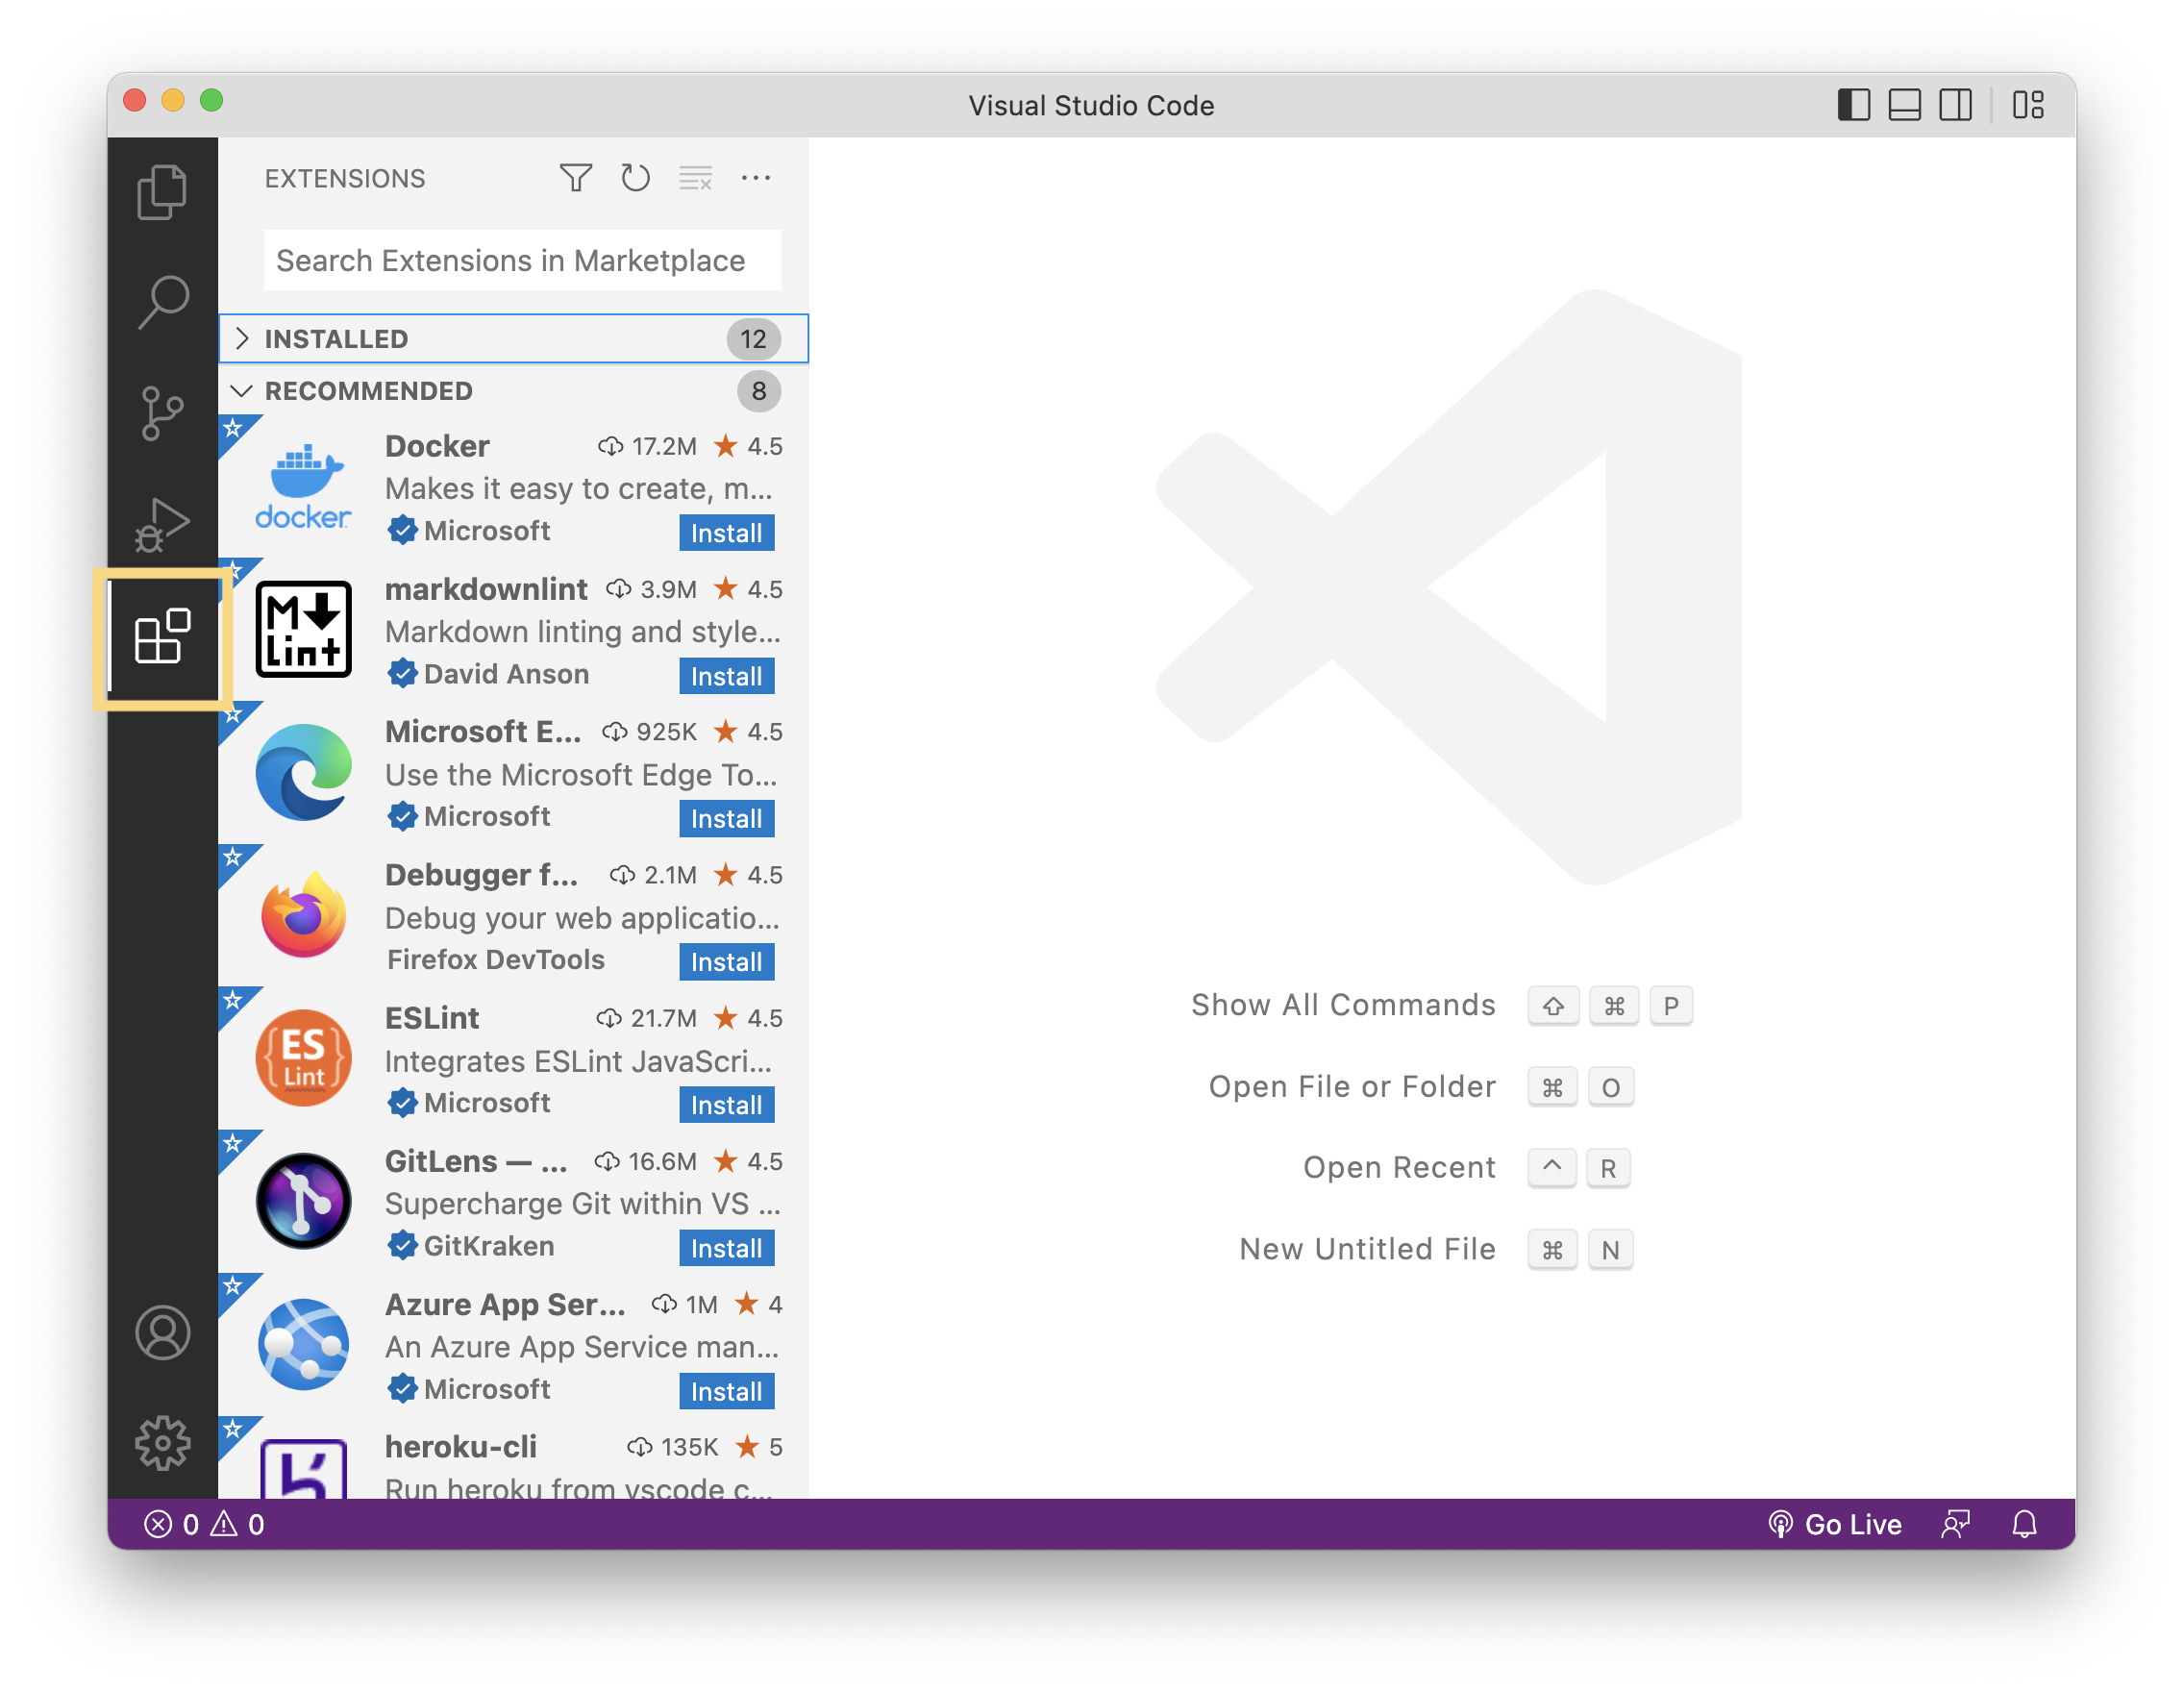 Visual Studio Code
EXTENSIONS
Search Extensions in Marketplace
INSTALLED 12
RECOMMENDED 8
Docker 17.2M 4.5
Makes it easy to create, m...
docker
Microsoft Install
markdownlint 3.9M 4.5
M
Lint
Markdown linting and style...
David Anson Install
Microsoft E... 925K 4.5
Use the Microsoft Edge To...
Microsoft Install
Debugger f... 2.1M 4.5
Debug your web applicatio...
Firefox DevTools Install
ESLint 21.7M 4.5
{ES}
Lint
Integrates ESLint JavaScri...
Microsoft Install
GitLens — ... 16.6M 4.5
Supercharge Git within VS ...
GitKraken Install
Azure App Ser... 1M 4
An Azure App Service man...
Microsoft Install
heroku-cli 135K 5
Run heroku from vscode c...
Show All Commands ⇧ ⌘ P
Open File or Folder ⌘ O
Open Recent ^ R
New Untitled File ⌘ N
0 0
Go Live